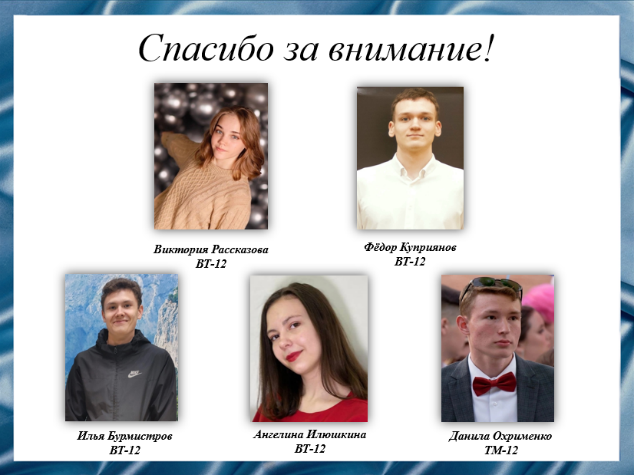 Спасибо за внимание!
Виктория Рассказова
ВТ-12
Фёдор Куприянов
ВТ-12
Илья Бурмистров
ВТ-12
Ангелина Илюшкина
ВТ-12
Данила Охрименко
ТМ-12